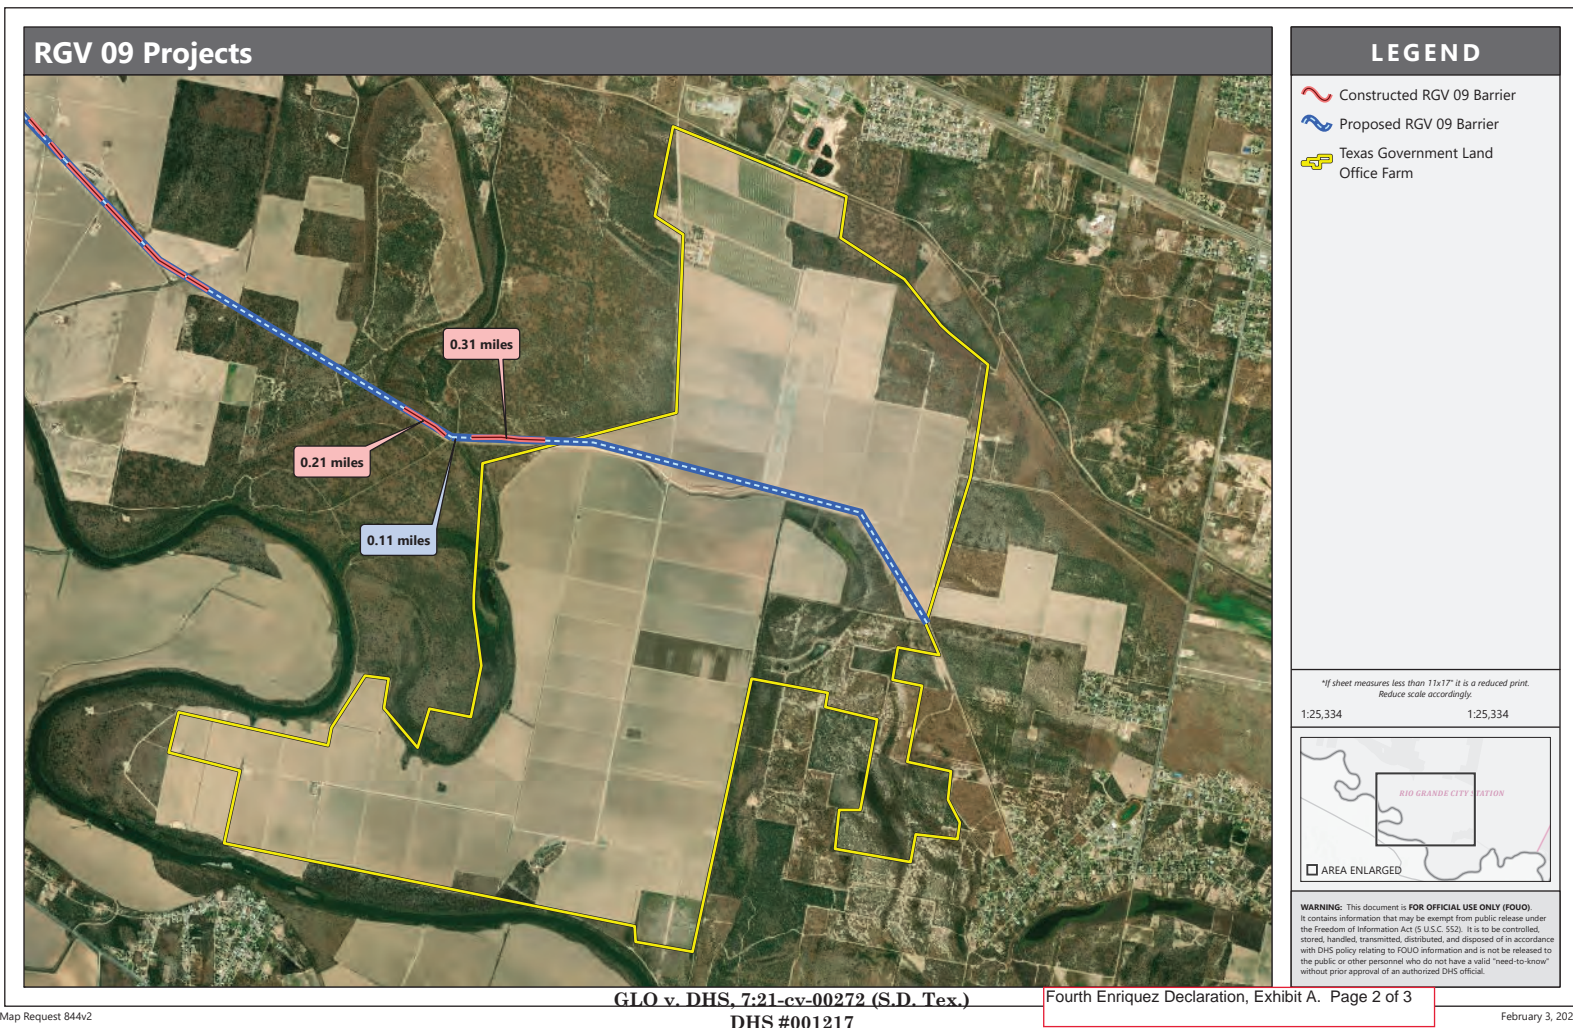 RGV 09 Projects
0.31 miles
0.21 miles
0.11 miles
LEGEND
Constructed RGV 09 Barrier
Proposed RGV 09 Barrier
Texas Government Land
Office Farm
*If sheet measures less than 11x17" it is a reduced print.
Reduce scale accordingly.
1:25,334 1:25,334
RIO GRANDE CITY STATION
AREA ENLARGED
WARNING: This document is FOR OFFICIAL USE ONLY (FOUO).
It contains information that may be exempt from public release under
the Freedom of Information Act (5 U.S.C. 552). It is to be controlled,
stored, handled, transmitted, distributed, and disposed of in accordance
with DHS policy relating to FOUO information and is not be released to
the public or other personnel who do not have a valid "need-to-know"
without prior approval of an authorized DHS official.
GLO v. DHS, 7:21-cv-00272 (S.D. Tex.)
DHS #001217
Fourth Enriquez Declaration, Exhibit A. Page 2 of 3
Map Request 844v2
February 3, 202